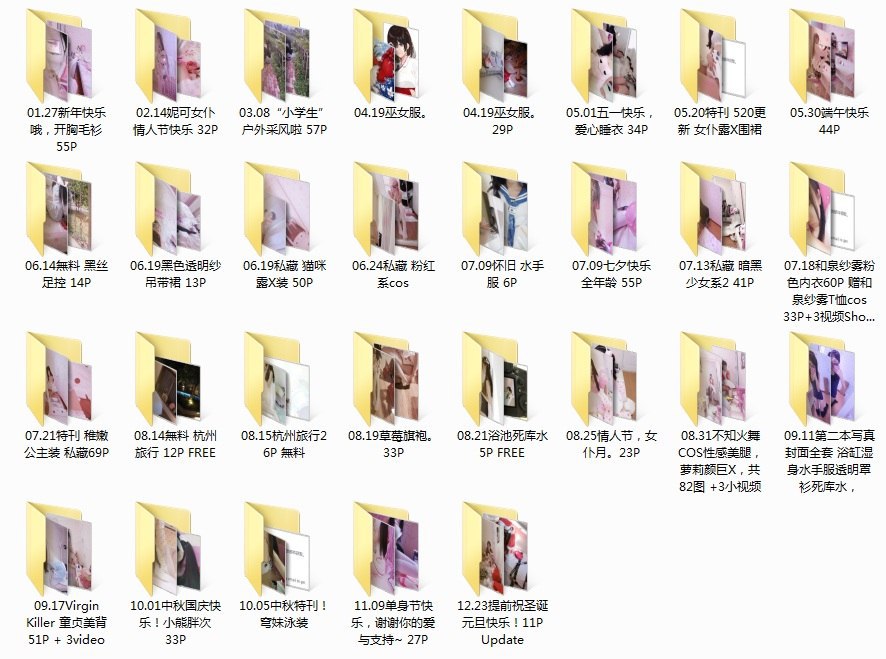 01.27新年快乐
哦，开胸毛衫
55P
02.14妮可女仆
情人节快乐 32P
03.08“小学生”
户外采风啦 57P
04.19巫女服。
04.19巫女服。
29P
05.01五一快乐，
爱心睡衣 34P
05.20特刊 520更
新 女仆露X围裙
05.30端午快乐
44P
06.14無料 黑丝
足控 14P
06.19黑色透明纱
吊带裙 13P
06.19私藏 猫咪
露X装 50P
06.24私藏 粉红
系cos
07.09怀旧 水手
服 6P
07.09七夕快乐
全年龄 55P
07.13私藏 暗黑
少女系2 41P
07.18和泉纱雾粉
色内衣60P 赠和
泉纱雾T恤cos
33P+3视频Sho...
07.21特刊 稚嫩
公主装 私藏69P
08.14無料 杭州
旅行 12P FREE
08.15杭州旅行2
6P 無料
08.19草莓旗袍。
33P
08.21浴池死库水
5P FREE
08.25情人节，女
仆月。23P
08.31不知火舞
COS性感美腿，
萝莉颜巨X，共
82图 +3小视频
09.11第二本写真
封面全套 浴缸湿
身水手服透明罩
衫死库水，
09.17Virgin
Killer 童贞美背
51P + 3video
10.01中秋国庆快
乐！小熊胖次
33P
10.05中秋特刊！
穹妹泳装
11.09单身节快
乐，谢谢你的爱
与支持~ 27P
12.23提前祝圣诞
元旦快乐！11P
Update